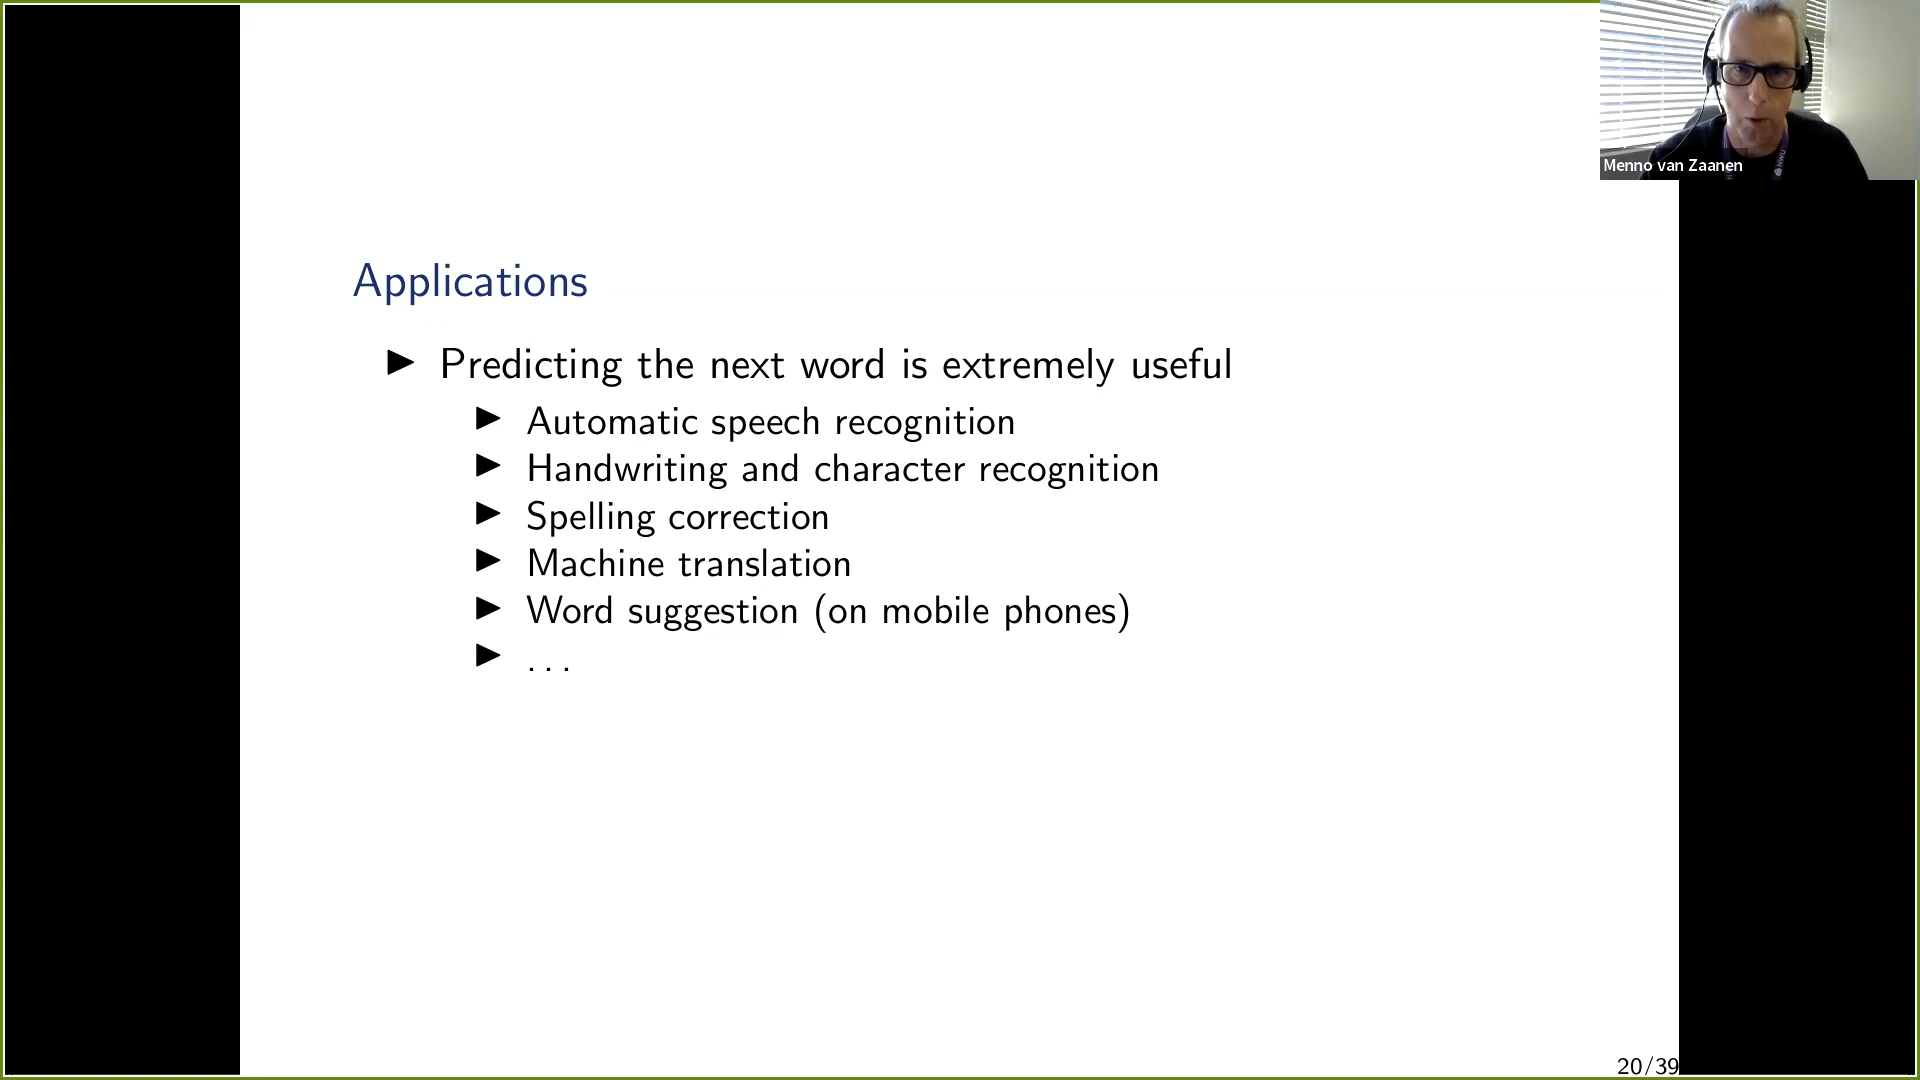 Menno van Zaanen
NWU
Applications
▶ Predicting the next word is extremely useful
▶ Automatic speech recognition
▶ Handwriting and character recognition
▶ Spelling correction
▶ Machine translation
▶ Word suggestion (on mobile phones)
▶ . . .
20/39